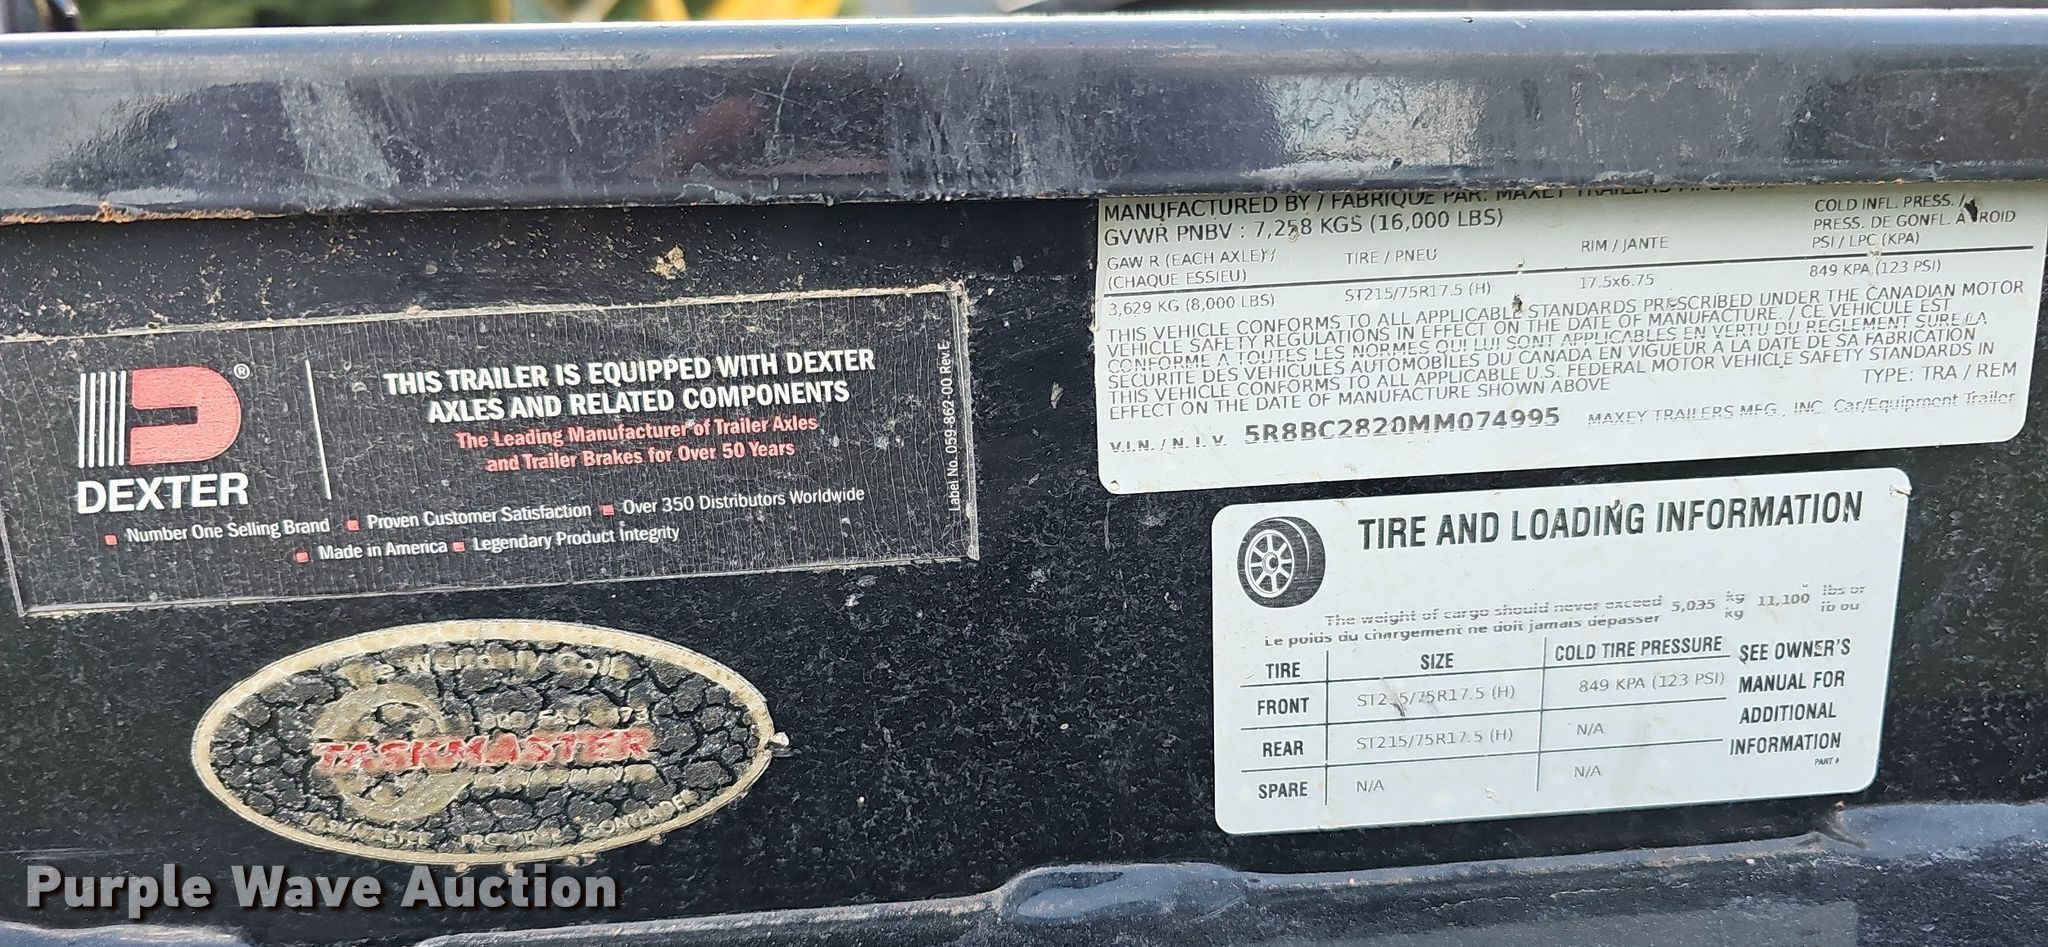 DEXTER
®
THIS TRAILER IS EQUIPPED WITH DEXTER
AXLES AND RELATED COMPONENTS
The Leading Manufacturer of Trailer Axles
and Trailer Brakes for Over 50 Years
Number One Selling Brand ■ Proven Customer Satisfaction ■ Over 350 Distributors Worldwide
■ Made in America ■ Legendary Product Integrity
Label No. 059-862-00 Rev.E
TASKMASTER
MANUFACTURED BY / FABRIQUE PAR: MAXEY TRAILERS
GVWR PNBV : 7,258 KGS (16,000 LBS)
GAW R (EACH AXLE) / TIRE / PNEU RIM / JANTE COLD INFL. PRESS. /
(CHAQUE ESSIEU) PRESS. DE GONFL. A FROID
PSI / LPC (KPA)
3,629 KG (8,000 LBS) ST215/75R17.5 (H) 17.5x6.75 849 KPA (123 PSI)
THIS VEHICLE CONFORMS TO ALL APPLICABLE STANDARDS PRESCRIBED UNDER THE CANADIAN MOTOR
VEHICLE SAFETY REGULATIONS IN EFFECT ON THE DATE OF MANUFACTURE. / CE VEHICULE EST
CONFORME A TOUTES LES NORMES QUI LUI SONT APPLICABLES EN VERTU DU REGLEMENT SUR LA
SECURITE DES VEHICULES AUTOMOBILES DU CANADA EN VIGUEUR A LA DATE DE SA FABRICATION
THIS VEHICLE CONFORMS TO ALL APPLICABLE U.S. FEDERAL MOTOR VEHICLE SAFETY STANDARDS IN
EFFECT ON THE DATE OF MANUFACTURE SHOWN ABOVE TYPE: TRA / REM
V.I.N. / N. I. V. 5R8BC2820MM074995 MAXEY TRAILERS MFG., INC. Car/Equipment Trailer
TIRE AND LOADING INFORMATION
The weight of cargo should never exceed 5,035 kg 11,100 lbs or
Le poids du chargement ne doit jamais depasser kg lb ou
TIRE SIZE COLD TIRE PRESSURE SEE OWNER'S
FRONT ST215/75R17.5 (H) 849 KPA (123 PSI) MANUAL FOR
ADDITIONAL
REAR ST215/75R17.5 (H) N/A INFORMATION
SPARE N/A N/A PART #
Purple Wave Auction